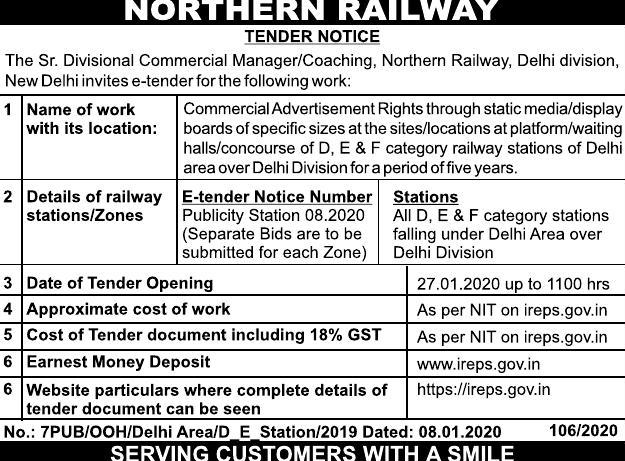 NORTHERN RAILWAY
TENDER NOTICE
The Sr. Divisional Commercial Manager/Coaching, Northern Railway, Delhi division,
New Delhi invites e-tender for the following work:
1 Name of work with its location: Commercial Advertisement Rights through static media/display
boards of specific sizes at the sites/locations at platform/waiting
halls/concourse of D, E & F category railway stations of Delhi
area over Delhi Division for a period of five years.
2 Details of railway stations/Zones
E-tender Notice Number
Publicity Station 08.2020
(Separate Bids are to be
submitted for each Zone)
Stations
All D, E & F category stations
falling under Delhi Area over
Delhi Division
3 Date of Tender Opening 27.01.2020 up to 1100 hrs
4 Approximate cost of work As per NIT on ireps.gov.in
5 Cost of Tender document including 18% GST As per NIT on ireps.gov.in
6 Earnest Money Deposit www.ireps.gov.in
6 Website particulars where complete details of https://ireps.gov.in
tender document can be seen
No.: 7PUB/OOH/Delhi Area/D_E_Station/2019 Dated: 08.01.2020 106/2020
SERVING CUSTOMERS WITH A SMILE